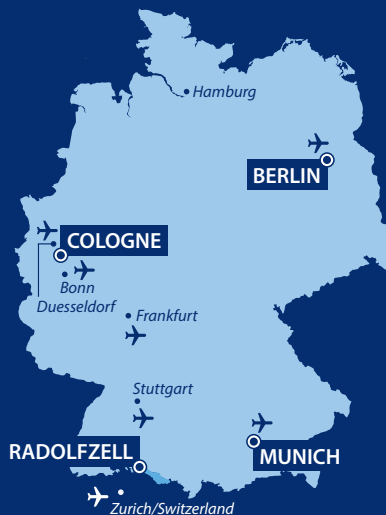 Hamburg
BERLIN
COLOGNE
Bonn
Duesseldorf
Frankfurt
Stuttgart
RADOLFZELL
MUNICH
Zurich/Switzerland